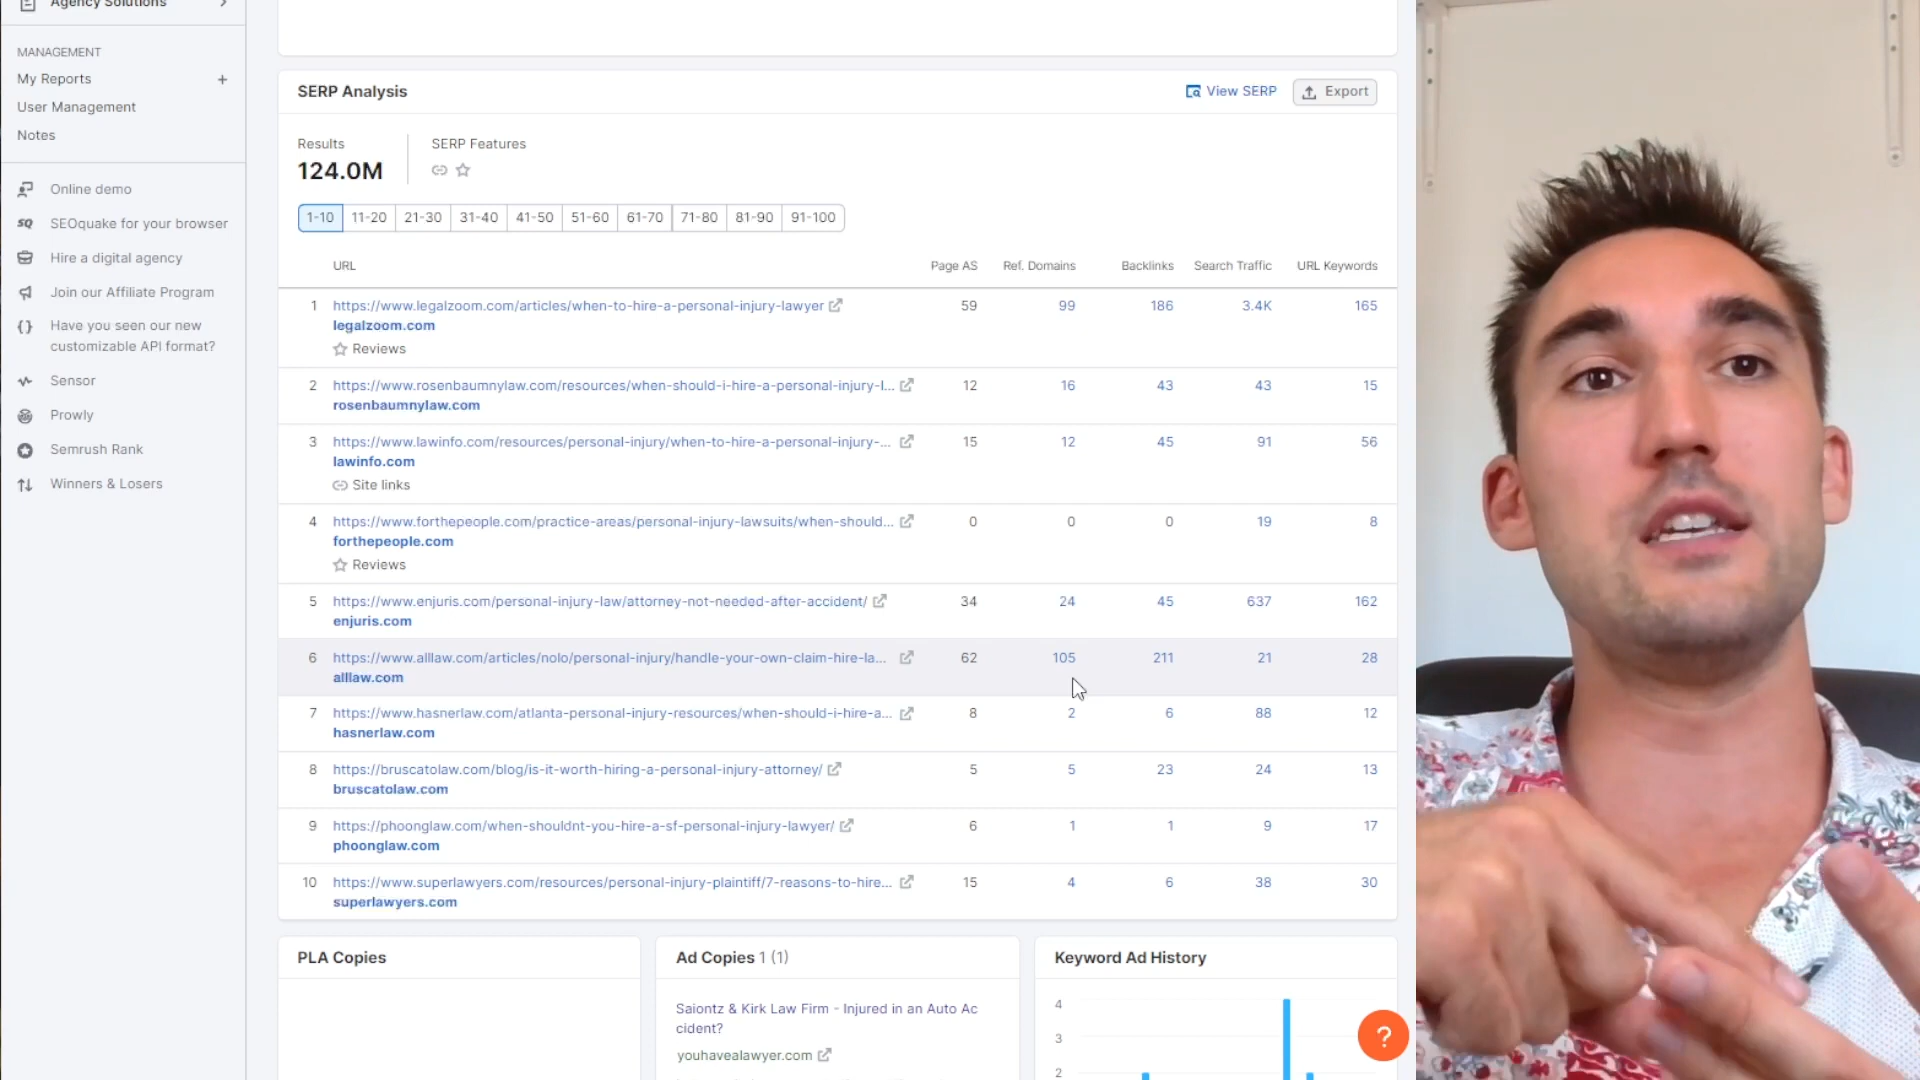 Agency Solutions
MANAGEMENT
My Reports +
User Management
Notes
Online demo
SQ SEOquake for your browser
Hire a digital agency
Join our Affiliate Program
{} Have you seen our new
customizable API format?
Sensor
Prowly
Semrush Rank
Winners & Losers
SERP Analysis
View SERP
Export
Results
124.0M
SERP Features
1-10 11-20 21-30 31-40 41-50 51-60 61-70 71-80 81-90 91-100
URL Page AS Ref. Domains Backlinks Search Traffic URL Keywords
1 https://www.legalzoom.com/articles/when-to-hire-a-personal-injury-lawyer 59 99 186 3.4K 165
legalzoom.com
Reviews
2 https://www.rosenbaumnylaw.com/resources/when-should-i-hire-a-personal-injury-l... 12 16 43 43 15
rosenbaumnylaw.com
3 https://www.lawinfo.com/resources/personal-injury/when-to-hire-a-personal-injury-... 15 12 45 91 56
lawinfo.com
Site links
4 https://www.forthepeople.com/practice-areas/personal-injury-lawsuits/when-should... 0 0 0 19 8
forthepeople.com
Reviews
5 https://www.enjuris.com/personal-injury-law/attorney-not-needed-after-accident/ 34 24 45 637 162
enjuris.com
6 https://www.alllaw.com/articles/nolo/personal-injury/handle-your-own-claim-hire-la... 62 105 211 21 28
alllaw.com
7 https://www.hasnerlaw.com/atlanta-personal-injury-resources/when-should-i-hire-a... 8 2 6 88 12
hasnerlaw.com
8 https://bruscatolaw.com/blog/is-it-worth-hiring-a-personal-injury-attorney/ 5 5 23 24 13
bruscatolaw.com
9 https://phoonglaw.com/when-shouldnt-you-hire-a-sf-personal-injury-lawyer/ 6 1 1 9 17
phoonglaw.com
10 https://www.superlawyers.com/resources/personal-injury-plaintiff/7-reasons-to-hire... 15 4 6 38 30
superlawyers.com
PLA Copies
Ad Copies 1 (1)
Saiontz & Kirk Law Firm - Injured in an Auto Ac
cident?
youhavealawyer.com
Keyword Ad History
4
3
2
?